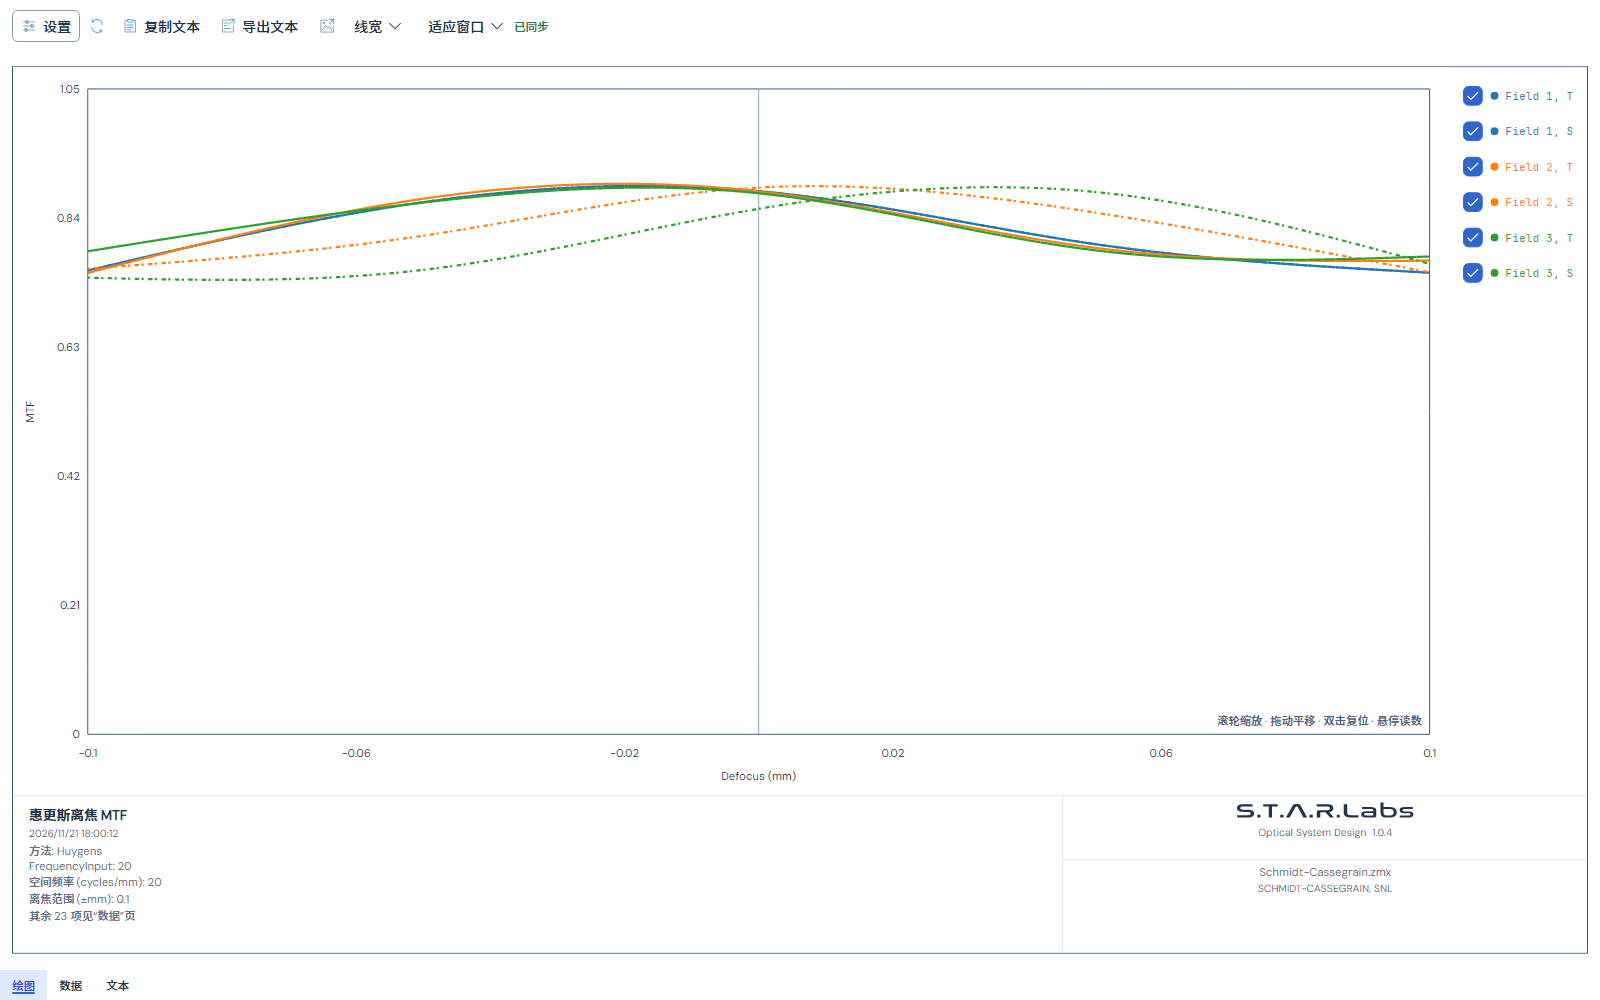 设置 复制文本 导出文本 线宽 适应窗口 已同步
1.05
0.84
0.63
0.42
0.21
0
MTF
−0.1 −0.06 −0.02 0.02 0.06 0.1
Defocus (mm)
滚轮缩放 · 拖动平移 · 双击复位 · 悬停读数
Field 1, T
Field 1, S
Field 2, T
Field 2, S
Field 3, T
Field 3, S
惠更斯离焦 MTF
2026/11/21 18:00:12
方法: Huygens
FrequencyInput: 20
空间频率 (cycles/mm): 20
离焦范围 (±mm): 0.1
其余 23 项见“数据”页
S.T.A.R.Labs
Optical System Design 1.0.4
Schmidt-Cassegrain.zmx
SCHMIDT-CASSEGRAIN, SNL
绘图 数据 文本